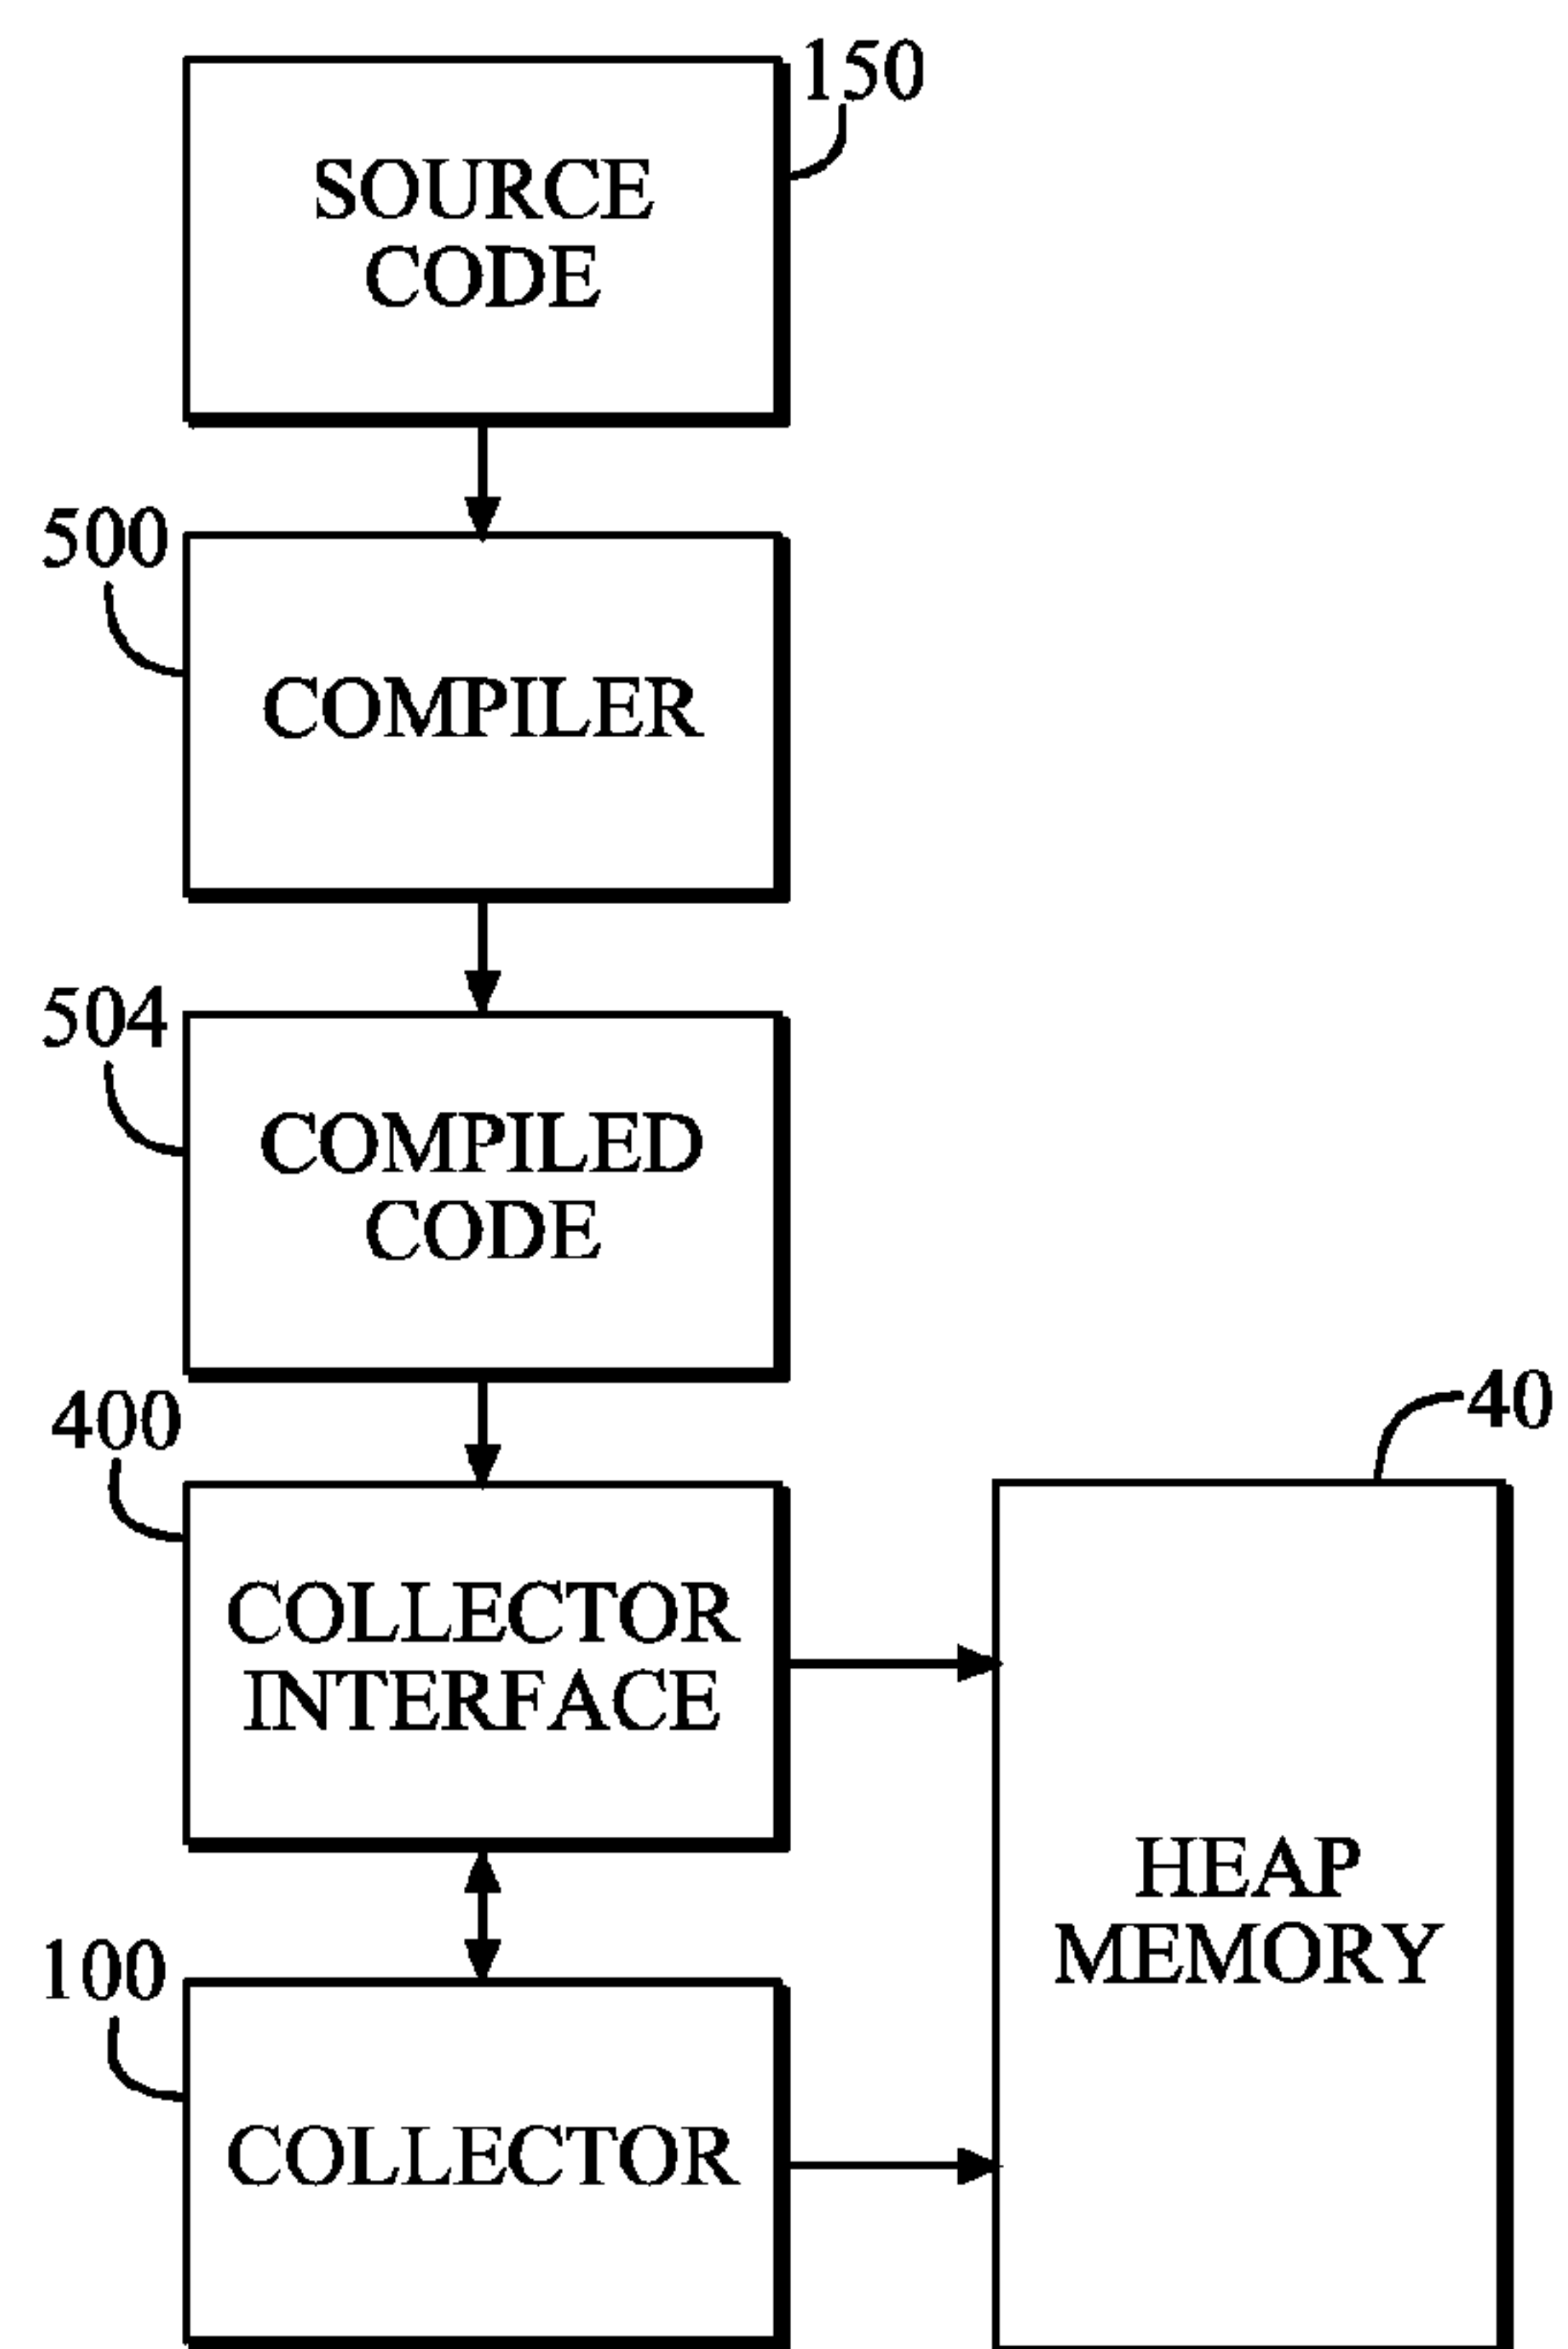 150
SOURCE
CODE
500
COMPILER
504
COMPILED
CODE
400
40
COLLECTOR
INTERFACE
HEAP
MEMORY
100
COLLECTOR